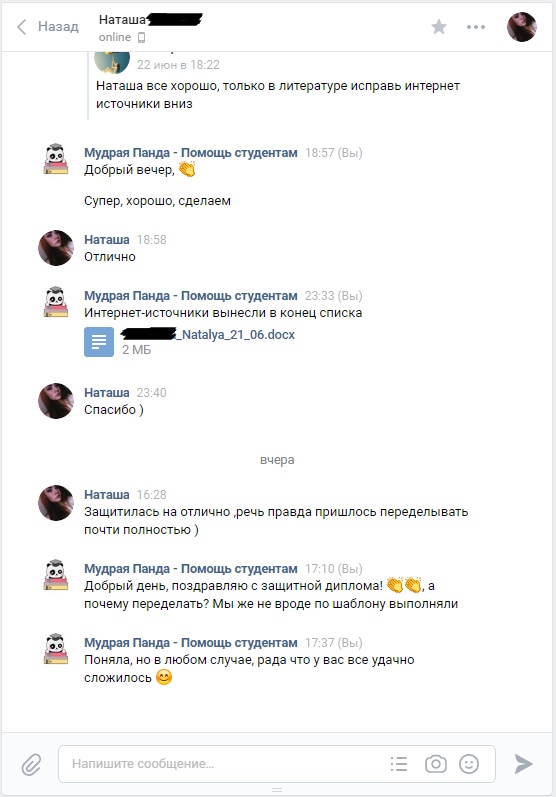 Назад
Наташа
online
22 июн в 18:22
Наташа все хорошо, только в литературе исправь интернет
источники вниз
Мудрая Панда - Помощь студентам 18:57 (Вы)
Добрый вечер, 👏
Супер, хорошо, сделаем
Наташа 18:58
Отлично
Мудрая Панда - Помощь студентам 23:33 (Вы)
Интернет-источники вынесли в конец списка
_Natalya_21_06.docx
2 МБ
Наташа 23:40
Спасибо )
вчера
Наташа 16:28
Защитилась на отлично ,речь правда пришлось переделывать
почти полностью )
Мудрая Панда - Помощь студентам 17:10 (Вы)
Добрый день, поздравляю с защитной диплома! 👏👏, а
почему переделать? Мы же не вроде по шаблону выполняли
Мудрая Панда - Помощь студентам 17:37 (Вы)
Поняла, но в любом случае, рада что у вас все удачно
сложилось 😊
Напишите сообщение...